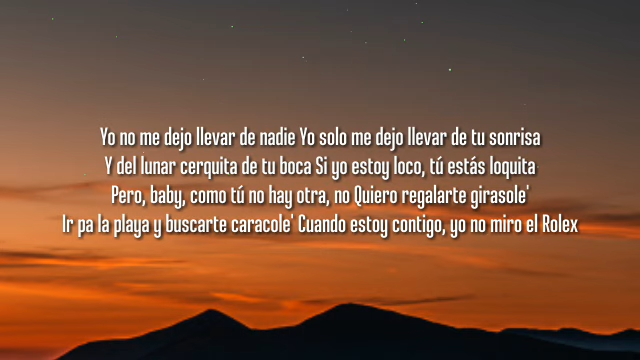 Yo no me dejo llevar de nadie Yo solo me dejo llevar de tu sonrisa
Y del lunar cerquita de tu boca Si yo estoy loco, tú estás loquita
Pero, baby, como tú no hay otra, no Quiero regalarte girasole'
Ir pa la playa y buscarte caracole' Cuando estoy contigo, yo no miro el Rolex